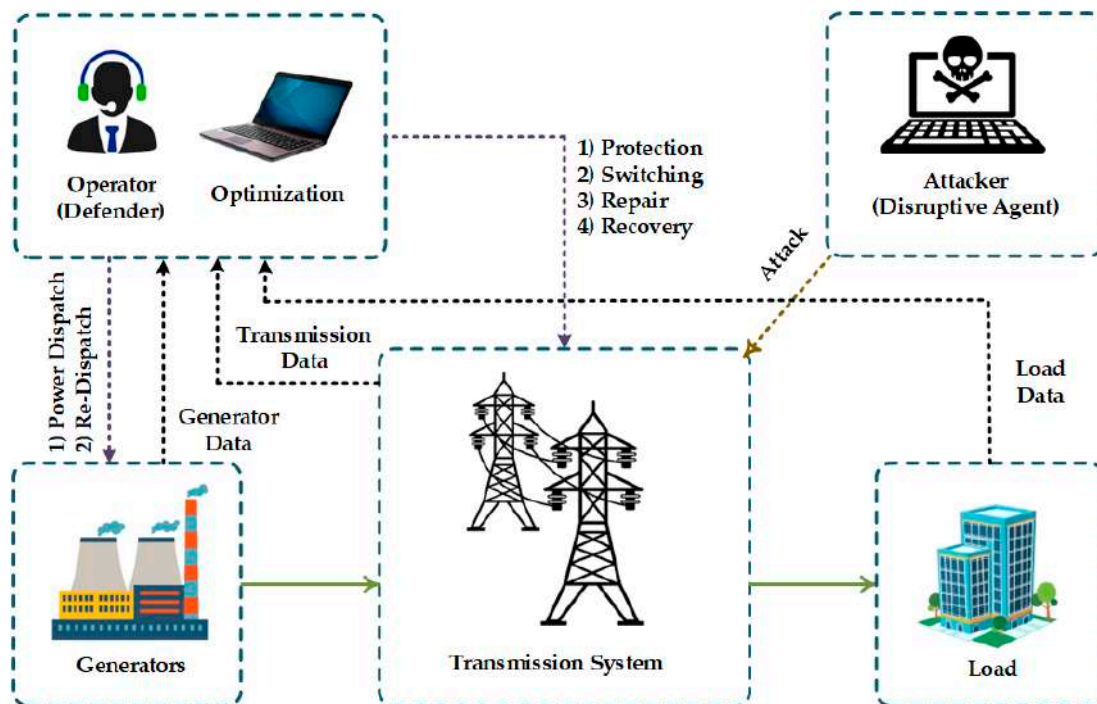 Operator
(Defender)
Optimization
1) Protection
2) Switching
3) Repair
4) Recovery
Attacker
(Disruptive Agent)
Attack
1) Power Dispatch
2) Re-Dispatch
Transmission
Data
Generator
Data
Load
Data
Generators
Transmission System
Load